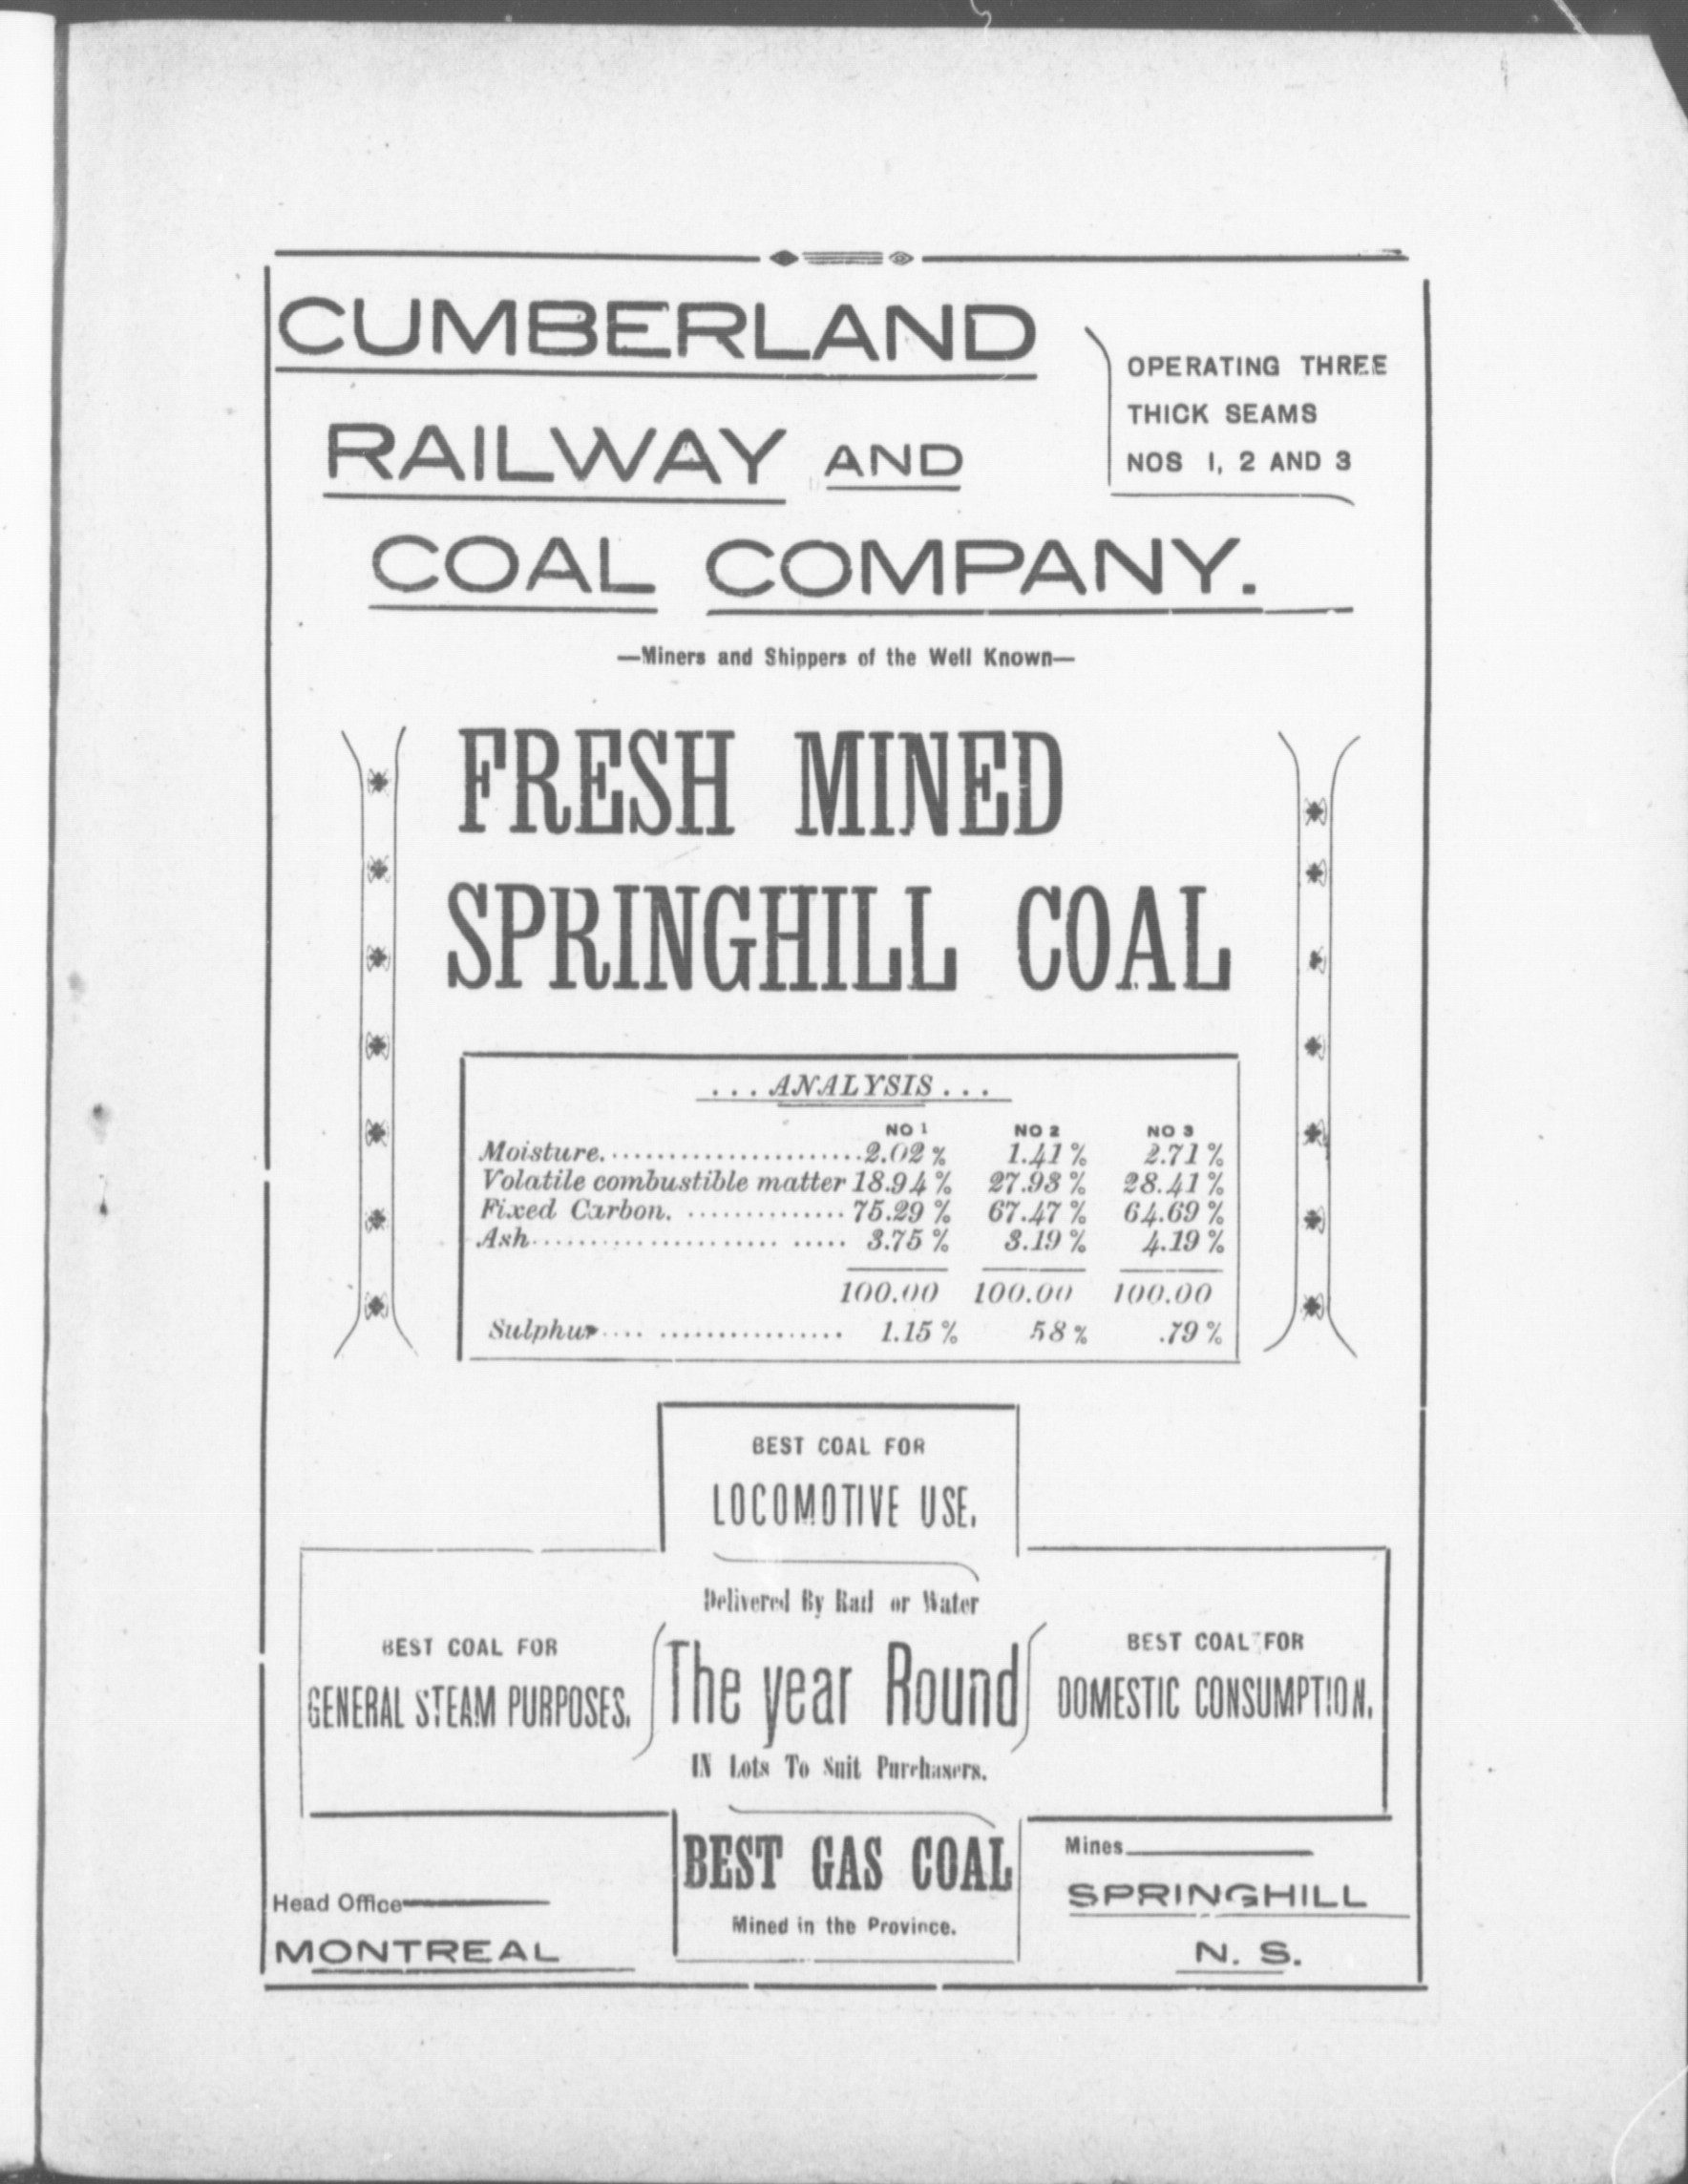 CUMBERLAND
RAILWAY AND
COAL COMPANY.
OPERATING THREE
THICK SEAMS
NOS 1, 2 AND 3
—Miners and Shippers of the Well Known—
FRESH MINED
SPRINGHILL COAL
...ANALYSIS...
NO 1 NO 2 NO 3
Moisture. ...................... 2.02 % 1.41 % 2.71 %
Volatile combustible matter 18.94 % 27.93 % 28.41 %
Fixed Carbon. .............. 75.29 % 67.47 % 64.69 %
Ash...................... ..... 3.75 % 3.19 % 4.19 %
100.00 100.00 100.00
Sulphur.... ................ 1.15 % 58 % .79 %
BEST COAL FOR
LOCOMOTIVE USE.
BEST COAL FOR
GENERAL STEAM PURPOSES.
Delivered By Rail or Water
The year Round
IN Lots To Suit Purchasers.
BEST COAL FOR
DOMESTIC CONSUMPTION.
BEST GAS COAL
Mined in the Province.
Head Office
MONTREAL
Mines
SPRINGHILL
N. S.